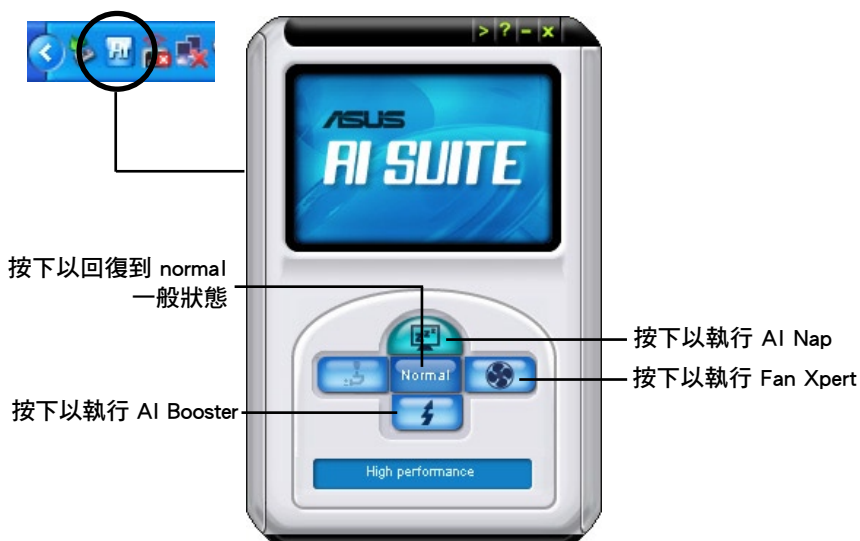 Ai
> ? - x
ASUS
AI SUITE
按下以回復到 normal
一般狀態
zzz
按下以執行 AI Nap
Normal
按下以執行 Fan Xpert
按下以執行 AI Booster
High performance